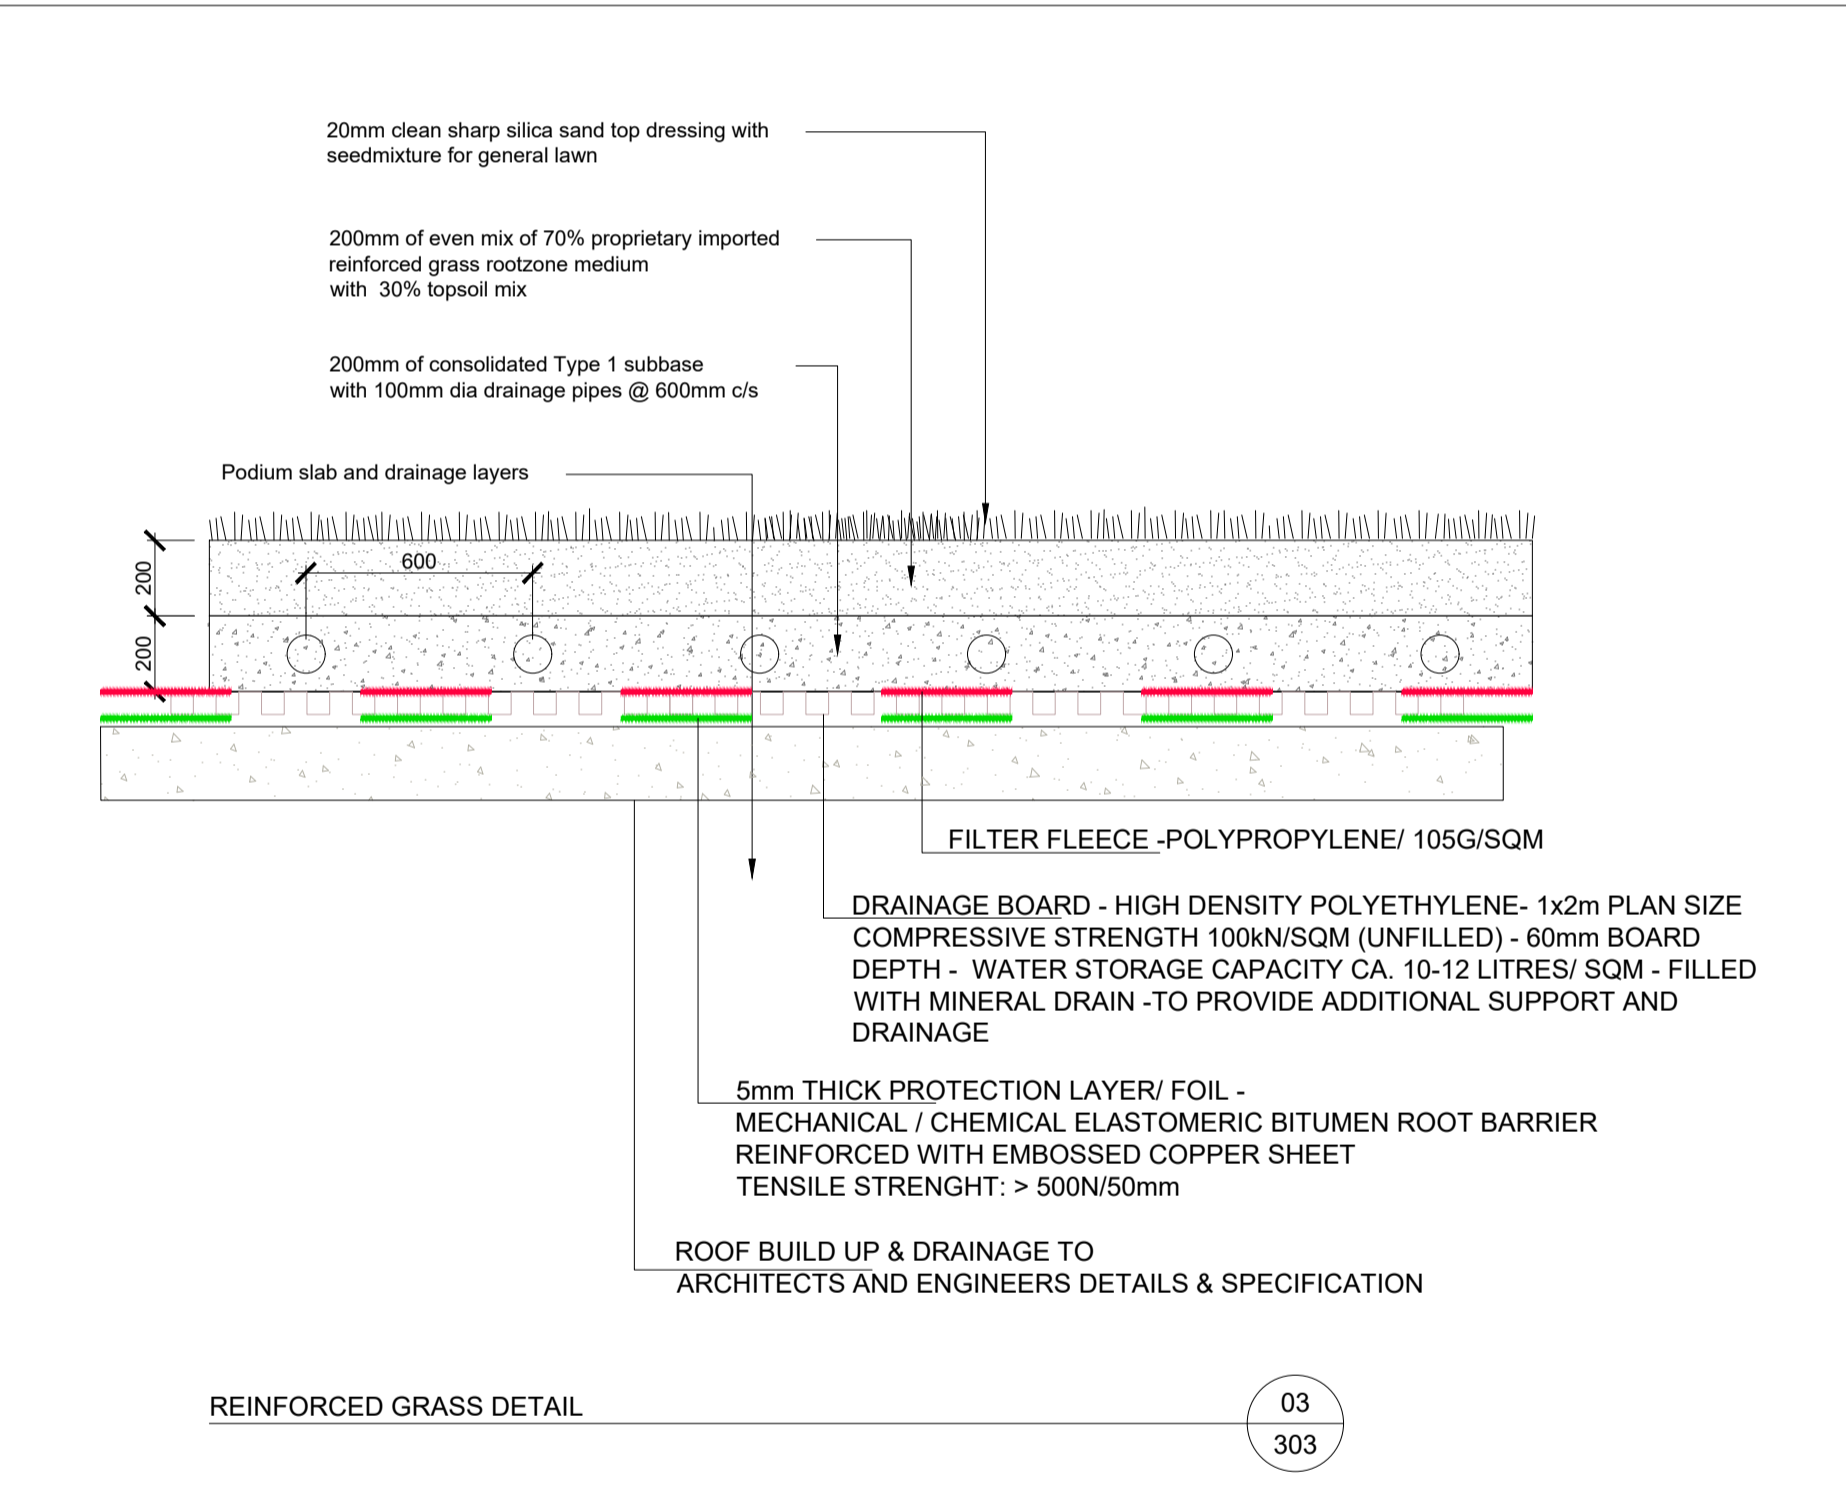 20mm clean sharp silica sand top dressing with
seedmixture for general lawn
200mm of even mix of 70% proprietary imported
reinforced grass rootzone medium
with  30% topsoil mix
200mm of consolidated Type 1 subbase
with 100mm dia drainage pipes @ 600mm c/s
Podium slab and drainage layers
600
200
200
FILTER FLEECE -POLYPROPYLENE/ 105G/SQM
DRAINAGE BOARD - HIGH DENSITY POLYETHYLENE- 1x2m PLAN SIZE
COMPRESSIVE STRENGTH 100kN/SQM (UNFILLED) - 60mm BOARD
DEPTH -  WATER STORAGE CAPACITY CA. 10-12 LITRES/ SQM - FILLED
WITH MINERAL DRAIN -TO PROVIDE ADDITIONAL SUPPORT AND
DRAINAGE
5mm THICK PROTECTION LAYER/ FOIL -
MECHANICAL / CHEMICAL ELASTOMERIC BITUMEN ROOT BARRIER
REINFORCED WITH EMBOSSED COPPER SHEET
TENSILE STRENGHT: > 500N/50mm
ROOF BUILD UP & DRAINAGE TO
ARCHITECTS AND ENGINEERS DETAILS & SPECIFICATION
REINFORCED GRASS DETAIL
03
303